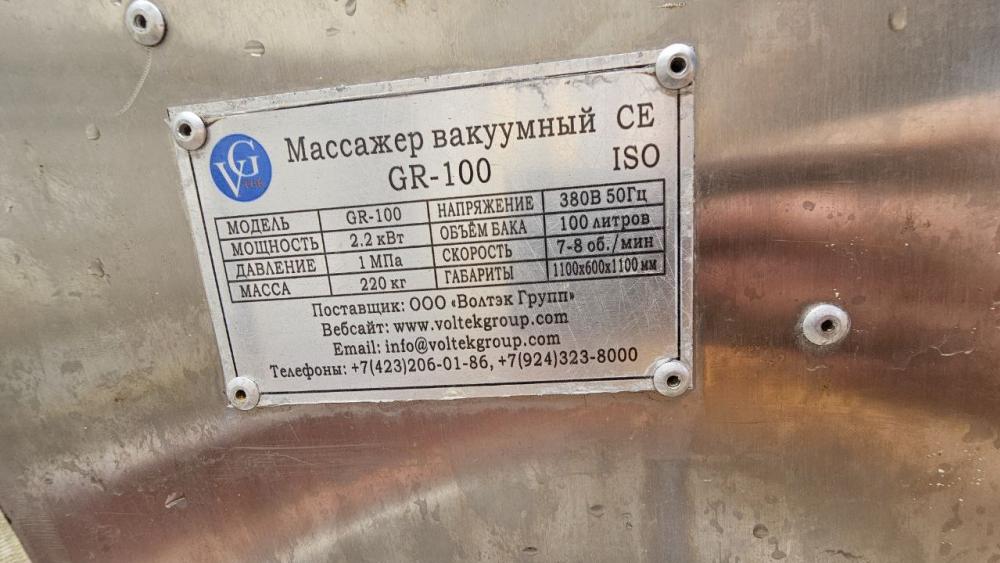 Массажер вакуумный CE
GR-100 ISO
VG
МОДЕЛЬ GR-100 НАПРЯЖЕНИЕ 380В 50Гц
МОЩНОСТЬ 2.2 кВт ОБЪЁМ БАКА 100 литров
ДАВЛЕНИЕ 1 МПа СКОРОСТЬ 7-8 об./мин
МАССА 220 кг ГАБАРИТЫ 1100х600х1100 мм
Поставщик: ООО «Волтэк Групп»
Вебсайт: www.voltekgroup.com
Email: info@voltekgroup.com
Телефоны: +7(423)206-01-86, +7(924)323-8000